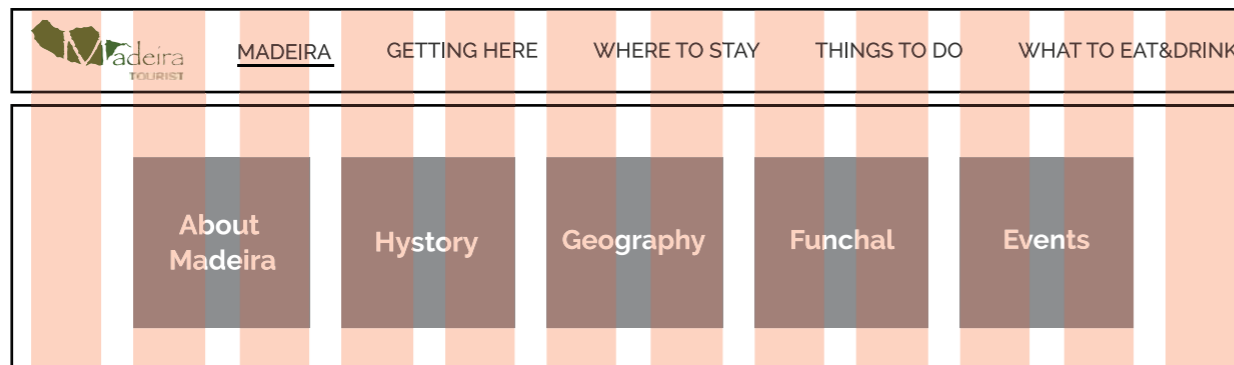 Madeira
TOURIST
MADEIRA GETTING HERE WHERE TO STAY THINGS TO DO WHAT TO EAT&DRINK
About
Madeira
Hystory
Geography
Funchal
Events